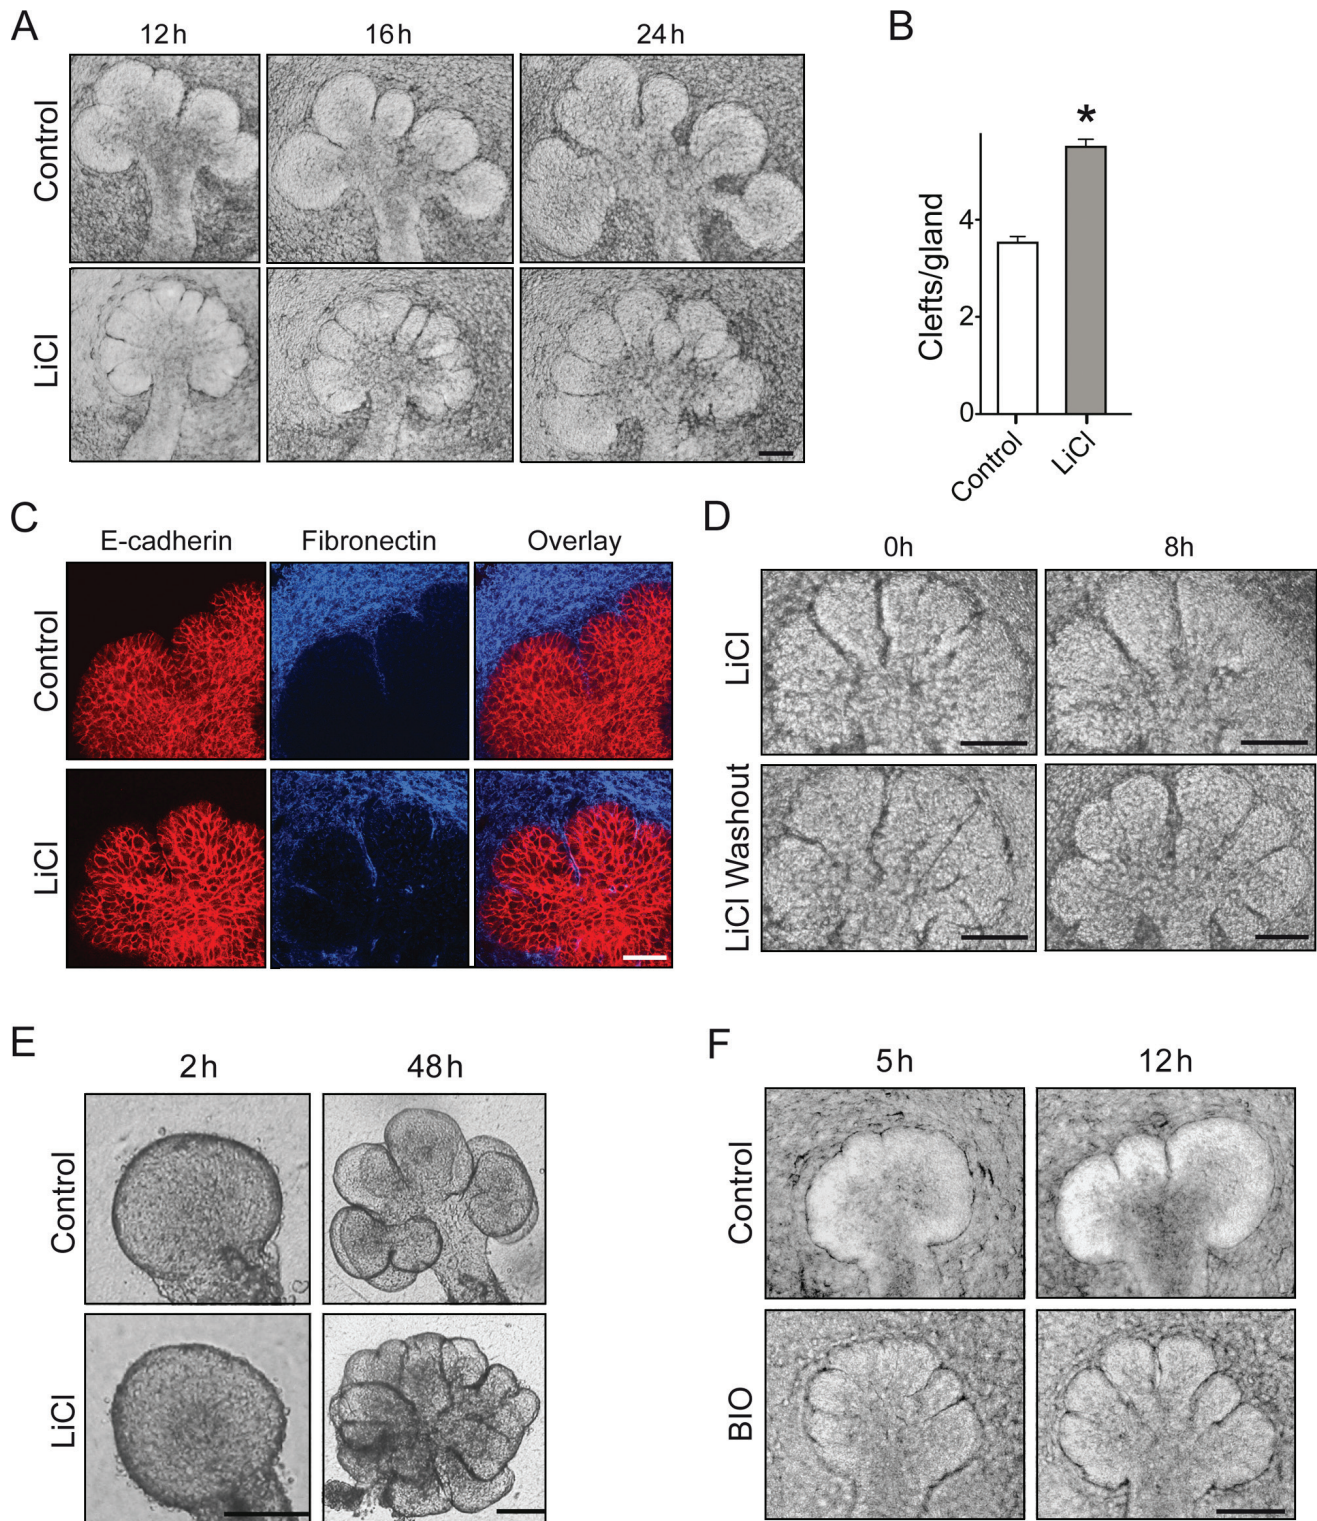 A
12h 16h 24h
Control
LiCl
B
*
Clefts/gland
4
2
0
Control LiCl
C
E-cadherin Fibronectin Overlay
Control
LiCl
D
0h 8h
LiCl
LiCl Washout
E
2h 48h
Control
LiCl
F
5h 12h
Control
BIO